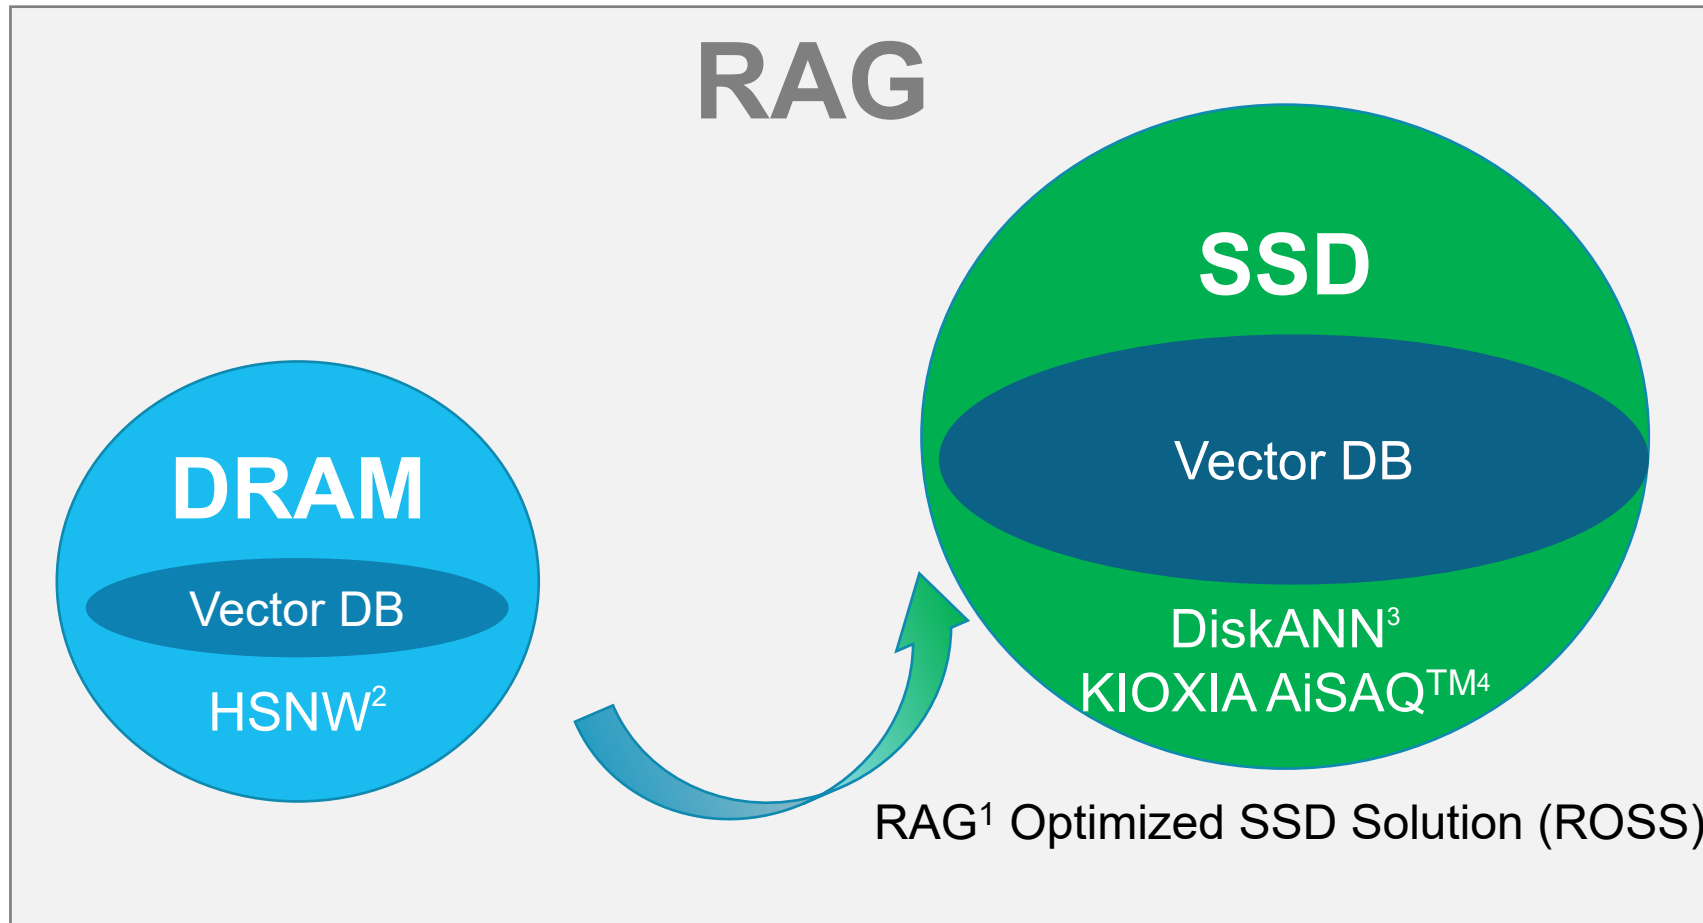 RAG
DRAM
Vector DB
HSNW²
SSD
Vector DB
DiskANN³
KIOXIA AiSAQ™⁴
RAG¹ Optimized SSD Solution (ROSS)